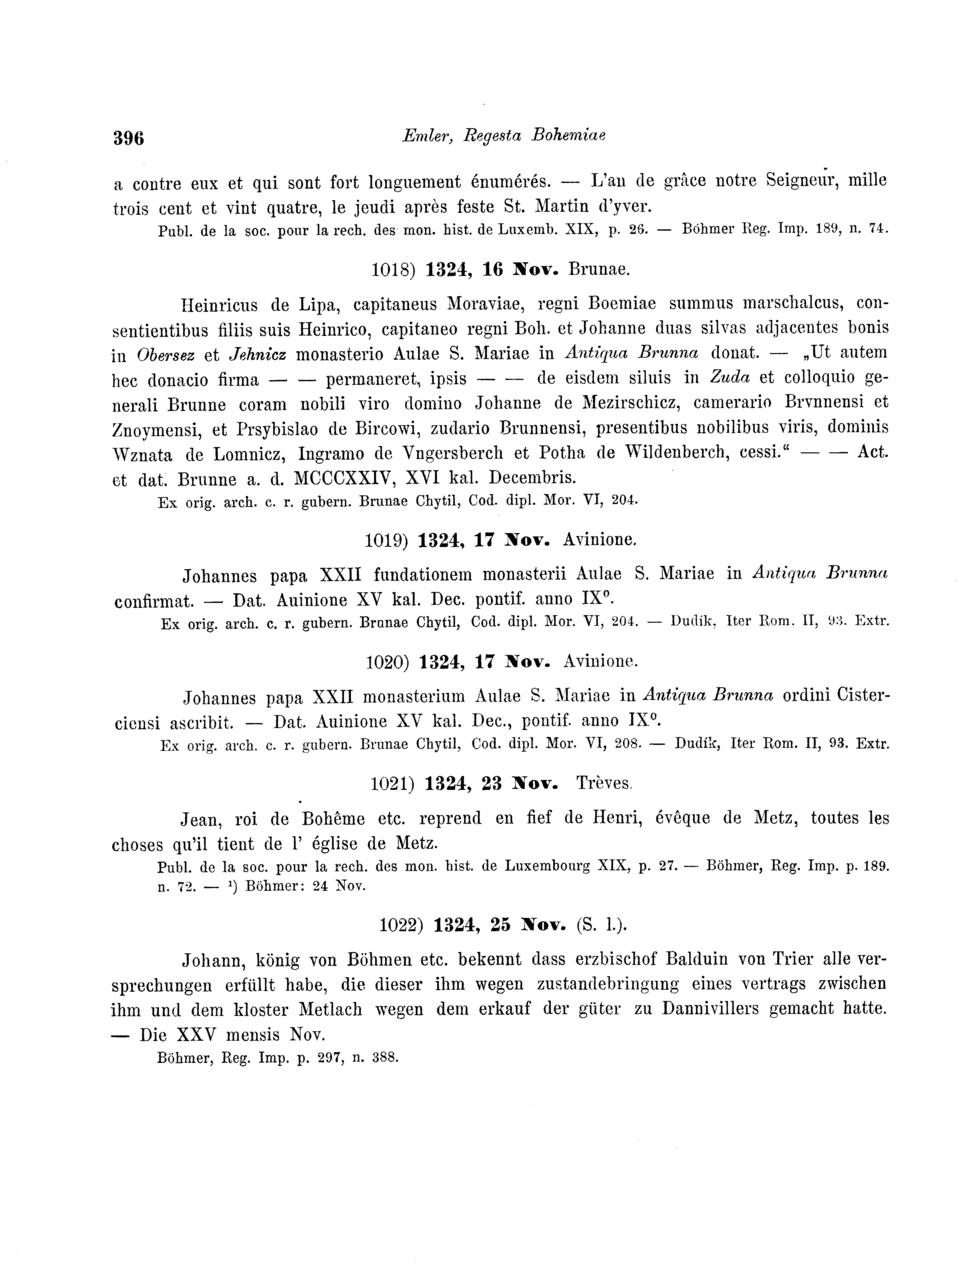 396 Emler, Regesta Bohemiae
a contre eux et qui sont fort longuement énumérés. — L'an de grâce notre Seigneur, mille
trois cent et vint quatre, le jeudi après feste St. Martin d'yver.
Publ. de la soc. pour la rech. des mon. hist. de Luxemb. XIX, p. 26. — Böhmer Reg. Imp. 189, n. 74.
1018) 1324, 16 Nov. Brunae.
Heinricus de Lipa, capitaneus Moraviae, regni Boemiae summus marschalcus, con-
sentientibus filiis suis Heinrico, capitaneo regni Boh. et Johanne duas silvas adjacentes bonis
in Obersez et Jehnicz monasterio Aulae S. Mariae in Antiqua Brunna donat. — „Ut autem
hec donacio firma — — permaneret, ipsis — — de eisdem siluis in Zuda et colloquio ge-
nerali Brunne coram nobili viro domino Johanne de Mezirschicz, camerario Brvnnensi et
Znoymensi, et Prsybislao de Bircowi, zudario Brunnensi, presentibus nobilibus viris, dominis
Wznata de Lomnicz, Ingramo de Vngersberch et Potha de Wildenberch, cessi.“ — — Act.
et dat. Brunne a. d. MCCCXXIV, XVI kal. Decembris.
Ex orig. arch. c. r. gubern. Brunae Chytil, Cod. dipl. Mor. VI, 204.
1019) 1324, 17 Nov. Avinione.
Johannes papa XXII fundationem monasterii Aulae S. Mariae in Antiqua Brunna
confirmat. — Dat. Auinione XV kal. Dec. pontif. anno IX⁰.
Ex orig. arch. c. r. gubern. Brunae Chytil, Cod. dipl. Mor. VI, 204. — Dudík, Iter Rom. II, 93. Extr.
1020) 1324, 17 Nov. Avinione.
Johannes papa XXII monasterium Aulae S. Mariae in Antiqua Brunna ordini Cister-
ciensi ascribit. — Dat. Auinione XV kal. Dec., pontif. anno IX⁰.
Ex orig. arch. c. r. gubern. Brunae Chytil, Cod. dipl. Mor. VI, 208. — Dudík, Iter Rom. II, 93. Extr.
1021) 1324, 23 Nov. Trèves.
Jean, roi de Bohême etc. reprend en fief de Henri, évêque de Metz, toutes les
choses qu'il tient de l' église de Metz.
Publ. de la soc. pour la rech. des mon. hist. de Luxembourg XIX, p. 27. — Böhmer, Reg. Imp. p. 189.
n. 72. — ¹) Böhmer: 24 Nov.
1022) 1324, 25 Nov. (S. l.).
Johann, könig von Böhmen etc. bekennt dass erzbischof Balduin von Trier alle ver-
sprechungen erfüllt habe, die dieser ihm wegen zustandebringung eines vertrags zwischen
ihm und dem kloster Metlach wegen dem erkauf der güter zu Dannivillers gemacht hatte.
— Die XXV mensis Nov.
Böhmer, Reg. Imp. p. 297, n. 388.